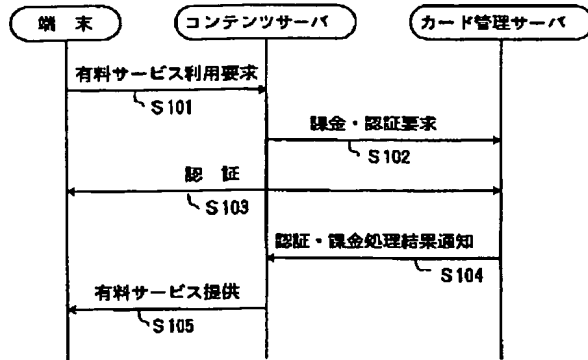 端 末
コンテンツサーバ
カード管理サーバ
有料サービス利用要求
S101
課金・認証要求
S102
認 証
S103
認証・課金処理結果通知
S104
有料サービス提供
S105